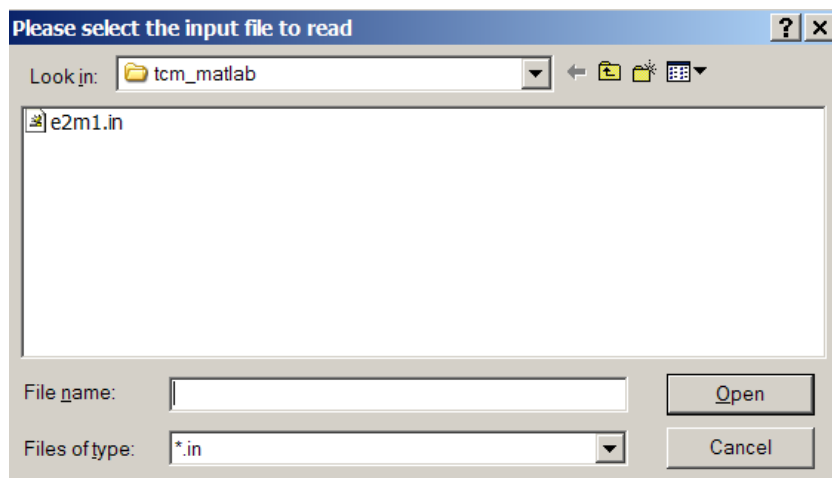 Please select the input file to read
Look in: tcm_matlab
e2m1.in
File name: Open
Files of type: *.in Cancel